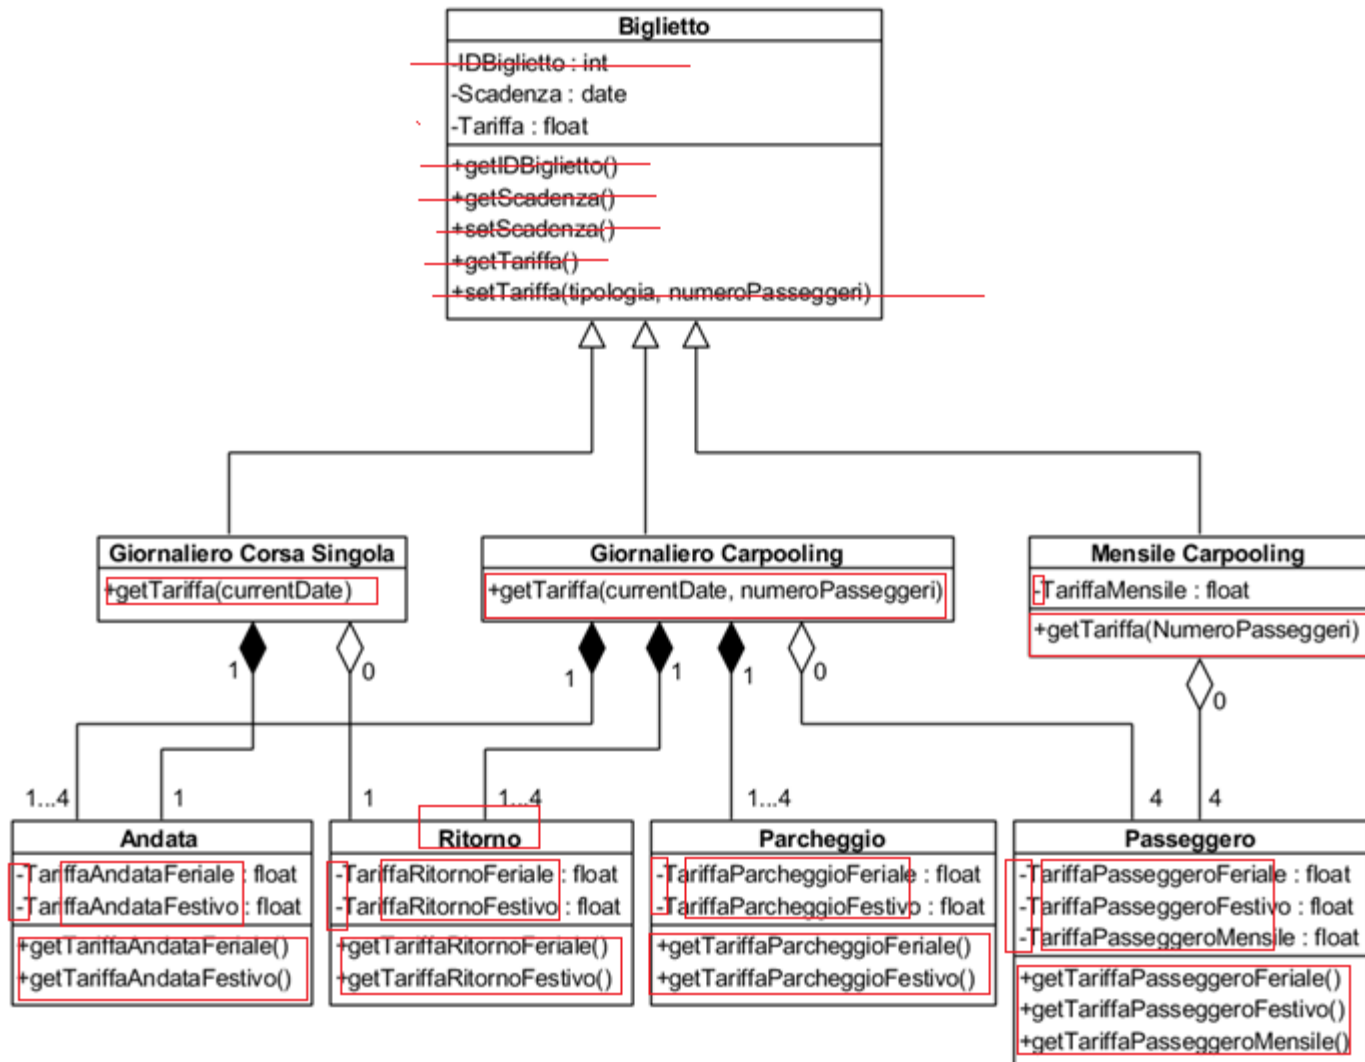 Biglietto
-IDBiglietto : int
-Scadenza : date
-Tariffa : float
+getIDBiglietto()
+getScadenza()
+setScadenza()
+getTariffa()
+setTariffa(tipologia, numeroPasseggeri)
Giornaliero Corsa Singola
+getTariffa(currentDate)
Giornaliero Carpooling
+getTariffa(currentDate, numeroPasseggeri)
Mensile Carpooling
-TariffaMensile : float
+getTariffa(NumeroPasseggeri)
1
0
1
1
1
0
0
1...4
1
1
1...4
1...4
4
4
Andata
-TariffaAndataFeriale : float
-TariffaAndataFestivo : float
+getTariffaAndataFeriale()
+getTariffaAndataFestivo()
Ritorno
-TariffaRitornoFeriale : float
-TariffaRitornoFestivo : float
+getTariffaRitornoFeriale()
+getTariffaRitornoFestivo()
Parcheggio
-TariffaParcheggioFeriale : float
-TariffaParcheggioFestivo : float
+getTariffaParcheggioFeriale()
+getTariffaParcheggioFestivo()
Passeggero
-TariffaPasseggeroFeriale : float
-TariffaPasseggeroFestivo : float
-TariffaPasseggeroMensile : float
+getTariffaPasseggeroFeriale()
+getTariffaPasseggeroFestivo()
+getTariffaPasseggeroMensile()